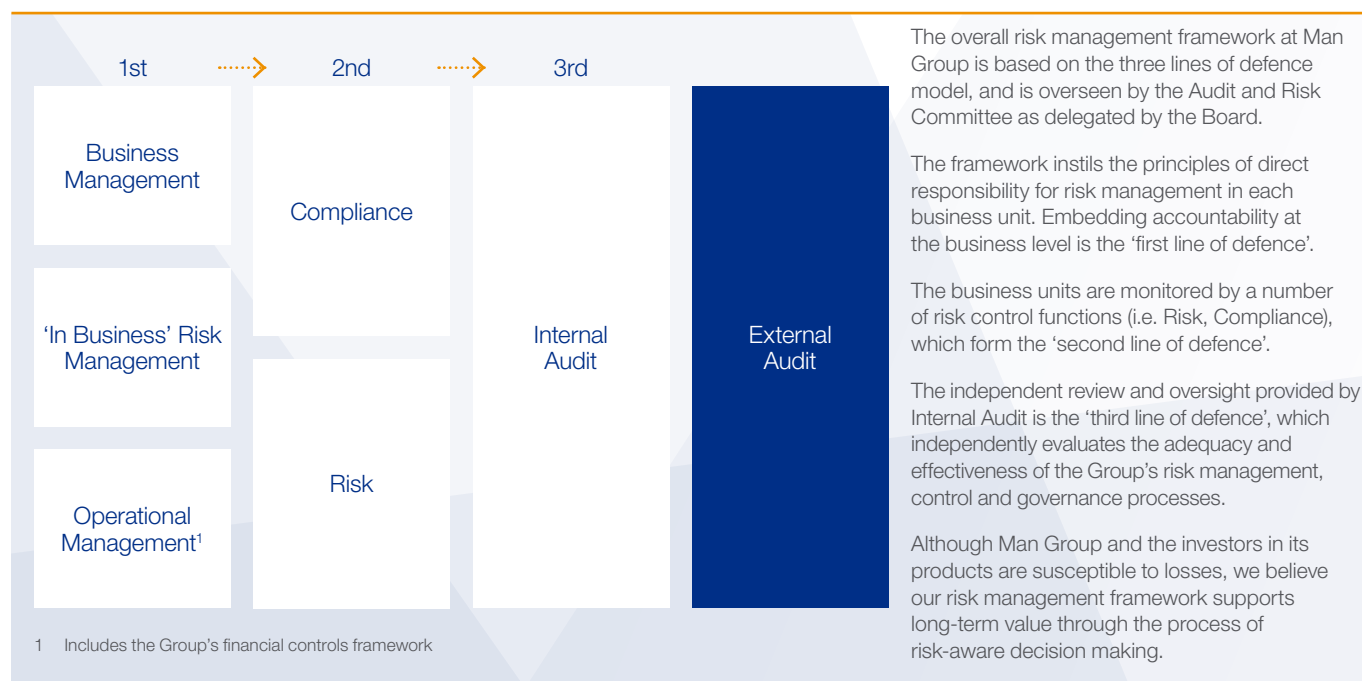 1st
2nd
3rd
Business
Management
'In Business' Risk
Management
Operational
Management¹
Compliance
Risk
Internal
Audit
External
Audit
1 Includes the Group's financial controls framework
The overall risk management framework at Man
Group is based on the three lines of defence
model, and is overseen by the Audit and Risk
Committee as delegated by the Board.
The framework instils the principles of direct
responsibility for risk management in each
business unit. Embedding accountability at
the business level is the 'first line of defence'.
The business units are monitored by a number
of risk control functions (i.e. Risk, Compliance),
which form the 'second line of defence'.
The independent review and oversight provided by
Internal Audit is the 'third line of defence', which
independently evaluates the adequacy and
effectiveness of the Group's risk management,
control and governance processes.
Although Man Group and the investors in its
products are susceptible to losses, we believe
our risk management framework supports
long-term value through the process of
risk-aware decision making.